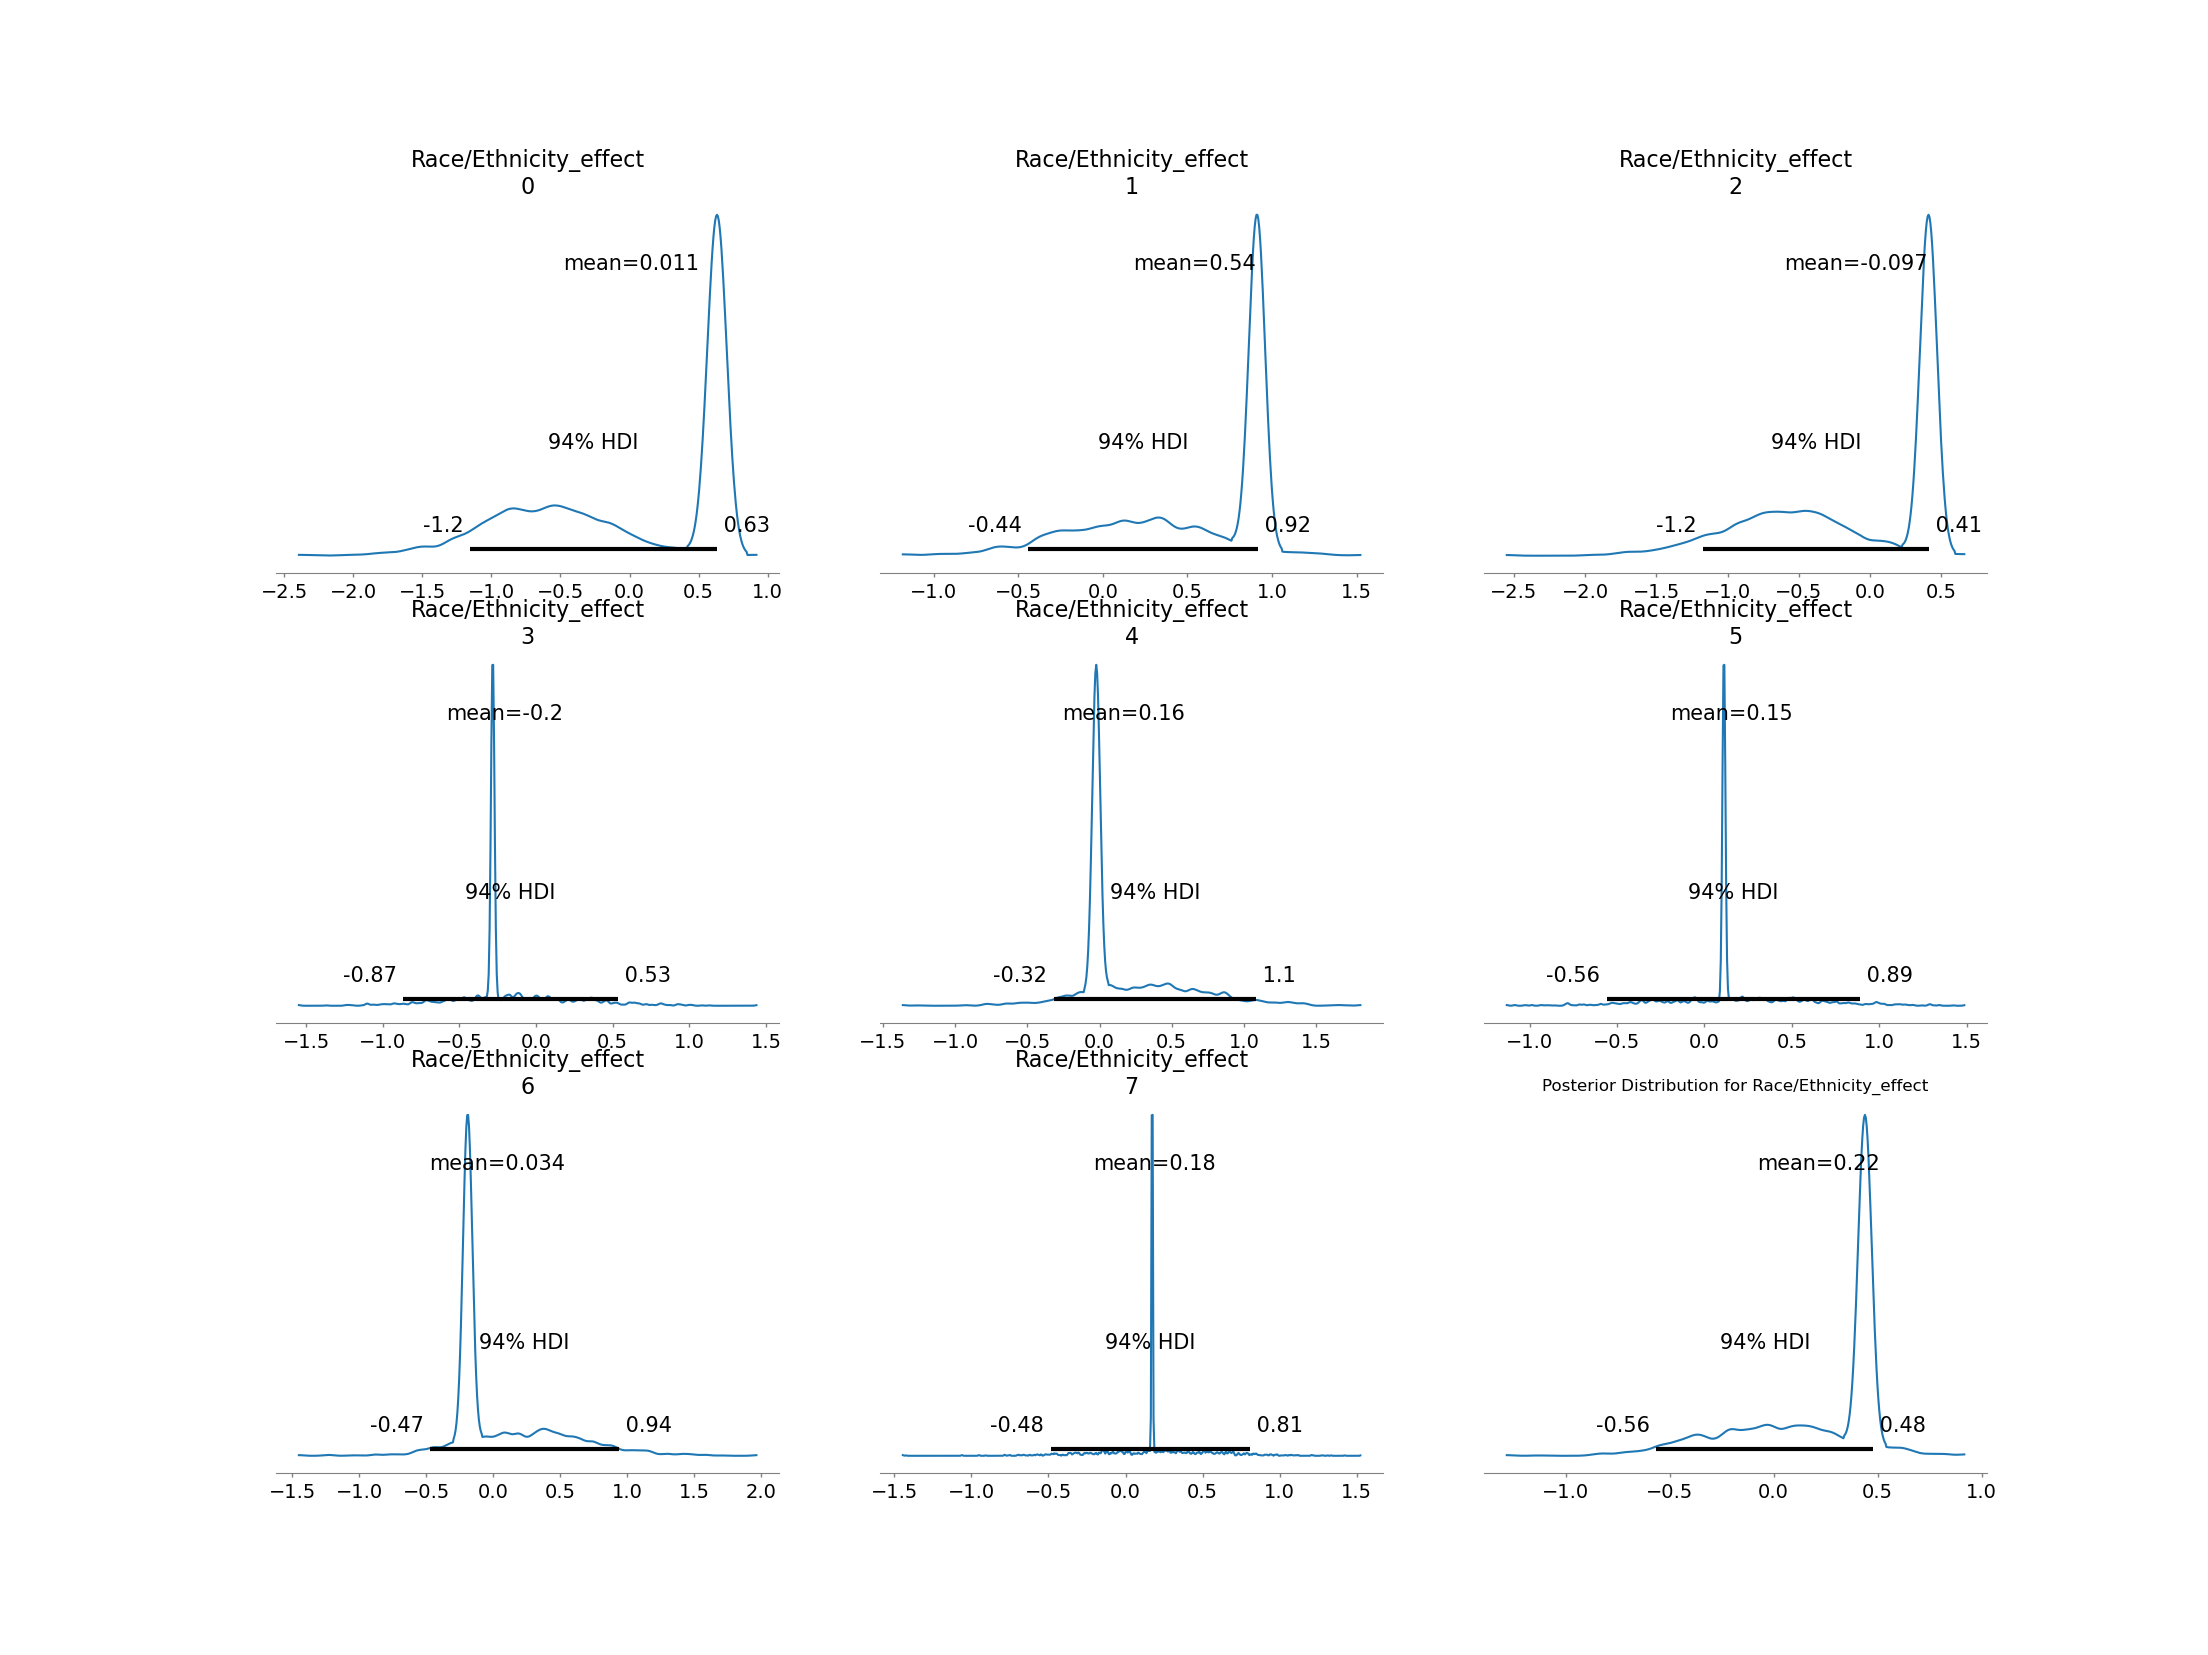 Race/Ethnicity_effect
0
mean=0.011
94% HDI
-1.2
0.63
−2.5 −2.0 −1.5 −1.0 −0.5 0.0 0.5 1.0
Race/Ethnicity_effect
1
mean=0.54
94% HDI
-0.44
0.92
−1.0 −0.5 0.0 0.5 1.0 1.5
Race/Ethnicity_effect
2
mean=-0.097
94% HDI
-1.2
0.41
−2.5 −2.0 −1.5 −1.0 −0.5 0.0 0.5
Race/Ethnicity_effect
3
mean=-0.2
94% HDI
-0.87
0.53
−1.5 −1.0 −0.5 0.0 0.5 1.0 1.5
Race/Ethnicity_effect
4
mean=0.16
94% HDI
-0.32
1.1
−1.5 −1.0 −0.5 0.0 0.5 1.0 1.5
Race/Ethnicity_effect
5
mean=0.15
94% HDI
-0.56
0.89
−1.0 −0.5 0.0 0.5 1.0 1.5
Race/Ethnicity_effect
6
mean=0.034
94% HDI
-0.47
0.94
−1.5 −1.0 −0.5 0.0 0.5 1.0 1.5 2.0
Race/Ethnicity_effect
7
mean=0.18
94% HDI
-0.48
0.81
−1.5 −1.0 −0.5 0.0 0.5 1.0 1.5
Posterior Distribution for Race/Ethnicity_effect
mean=0.22
94% HDI
-0.56
0.48
−1.0 −0.5 0.0 0.5 1.0